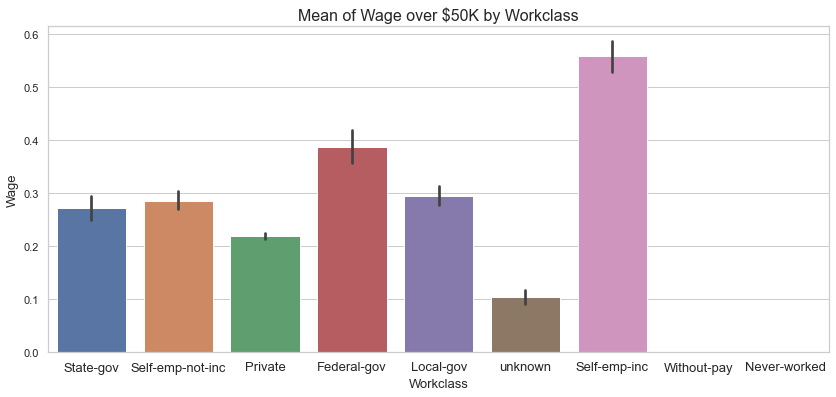 Mean of Wage over $50K by Workclass
0.6
0.5
0.4
0.3
0.2
0.1
0.0
Wage
State-gov Self-emp-not-inc Private Federal-gov Local-gov unknown Self-emp-inc Without-pay Never-worked
Workclass